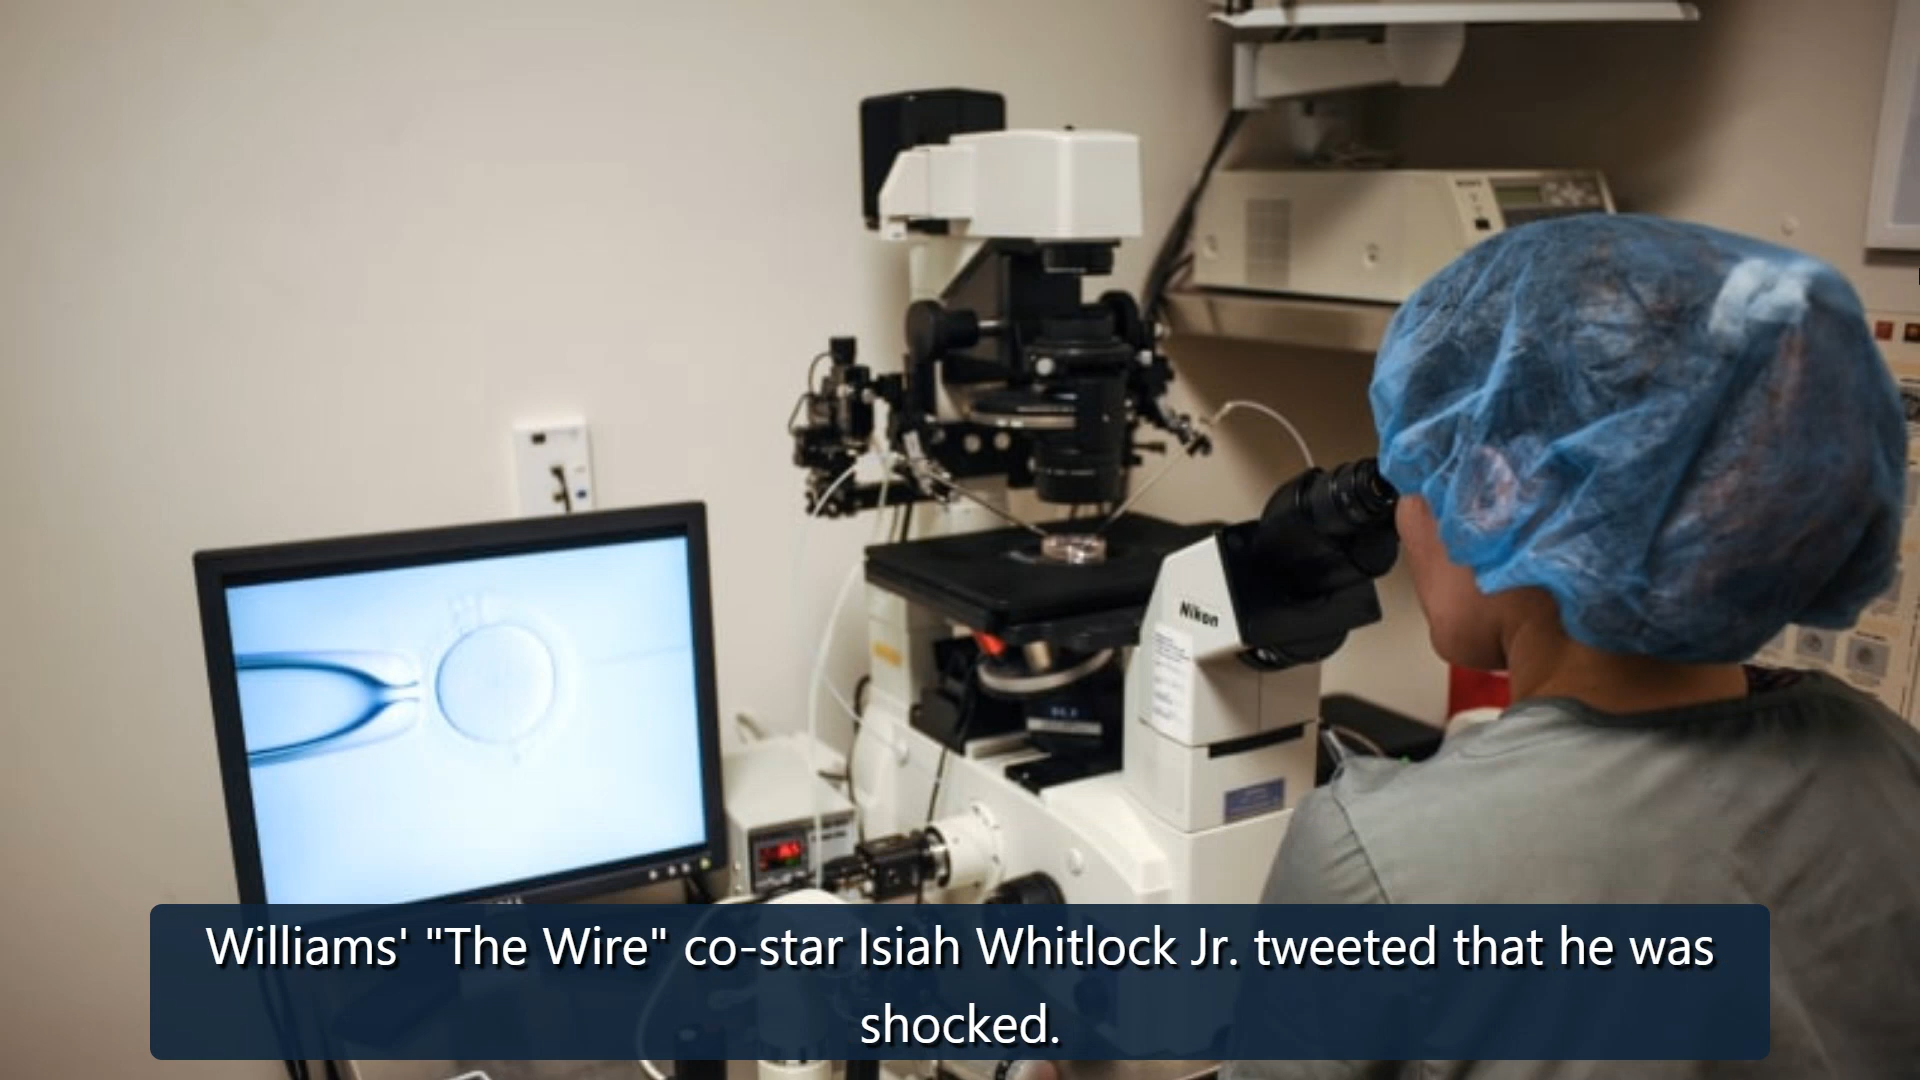 Nikon
Williams' "The Wire" co-star Isiah Whitlock Jr. tweeted that he was
shocked.